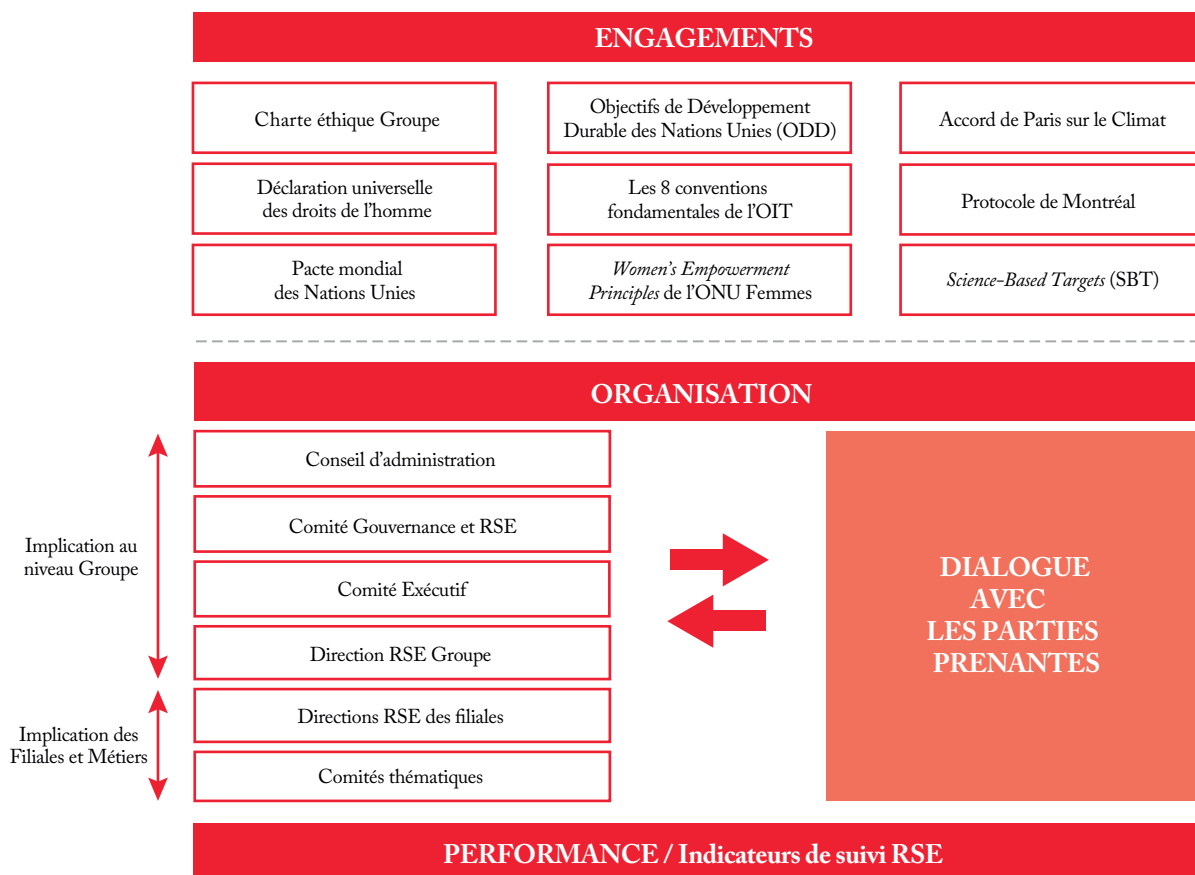 ENGAGEMENTS
Charte éthique Groupe
Objectifs de Développement
Durable des Nations Unies (ODD)
Accord de Paris sur le Climat
Déclaration universelle
des droits de l'homme
Les 8 conventions
fondamentales de l'OIT
Protocole de Montréal
Pacte mondial
des Nations Unies
Women's Empowerment
Principles de l'ONU Femmes
Science-Based Targets (SBT)
ORGANISATION
Implication au
niveau Groupe
Conseil d'administration
Comité Gouvernance et RSE
Comité Exécutif
Direction RSE Groupe
Implication des
Filiales et Métiers
Directions RSE des filiales
Comités thématiques
DIALOGUE
AVEC
LES PARTIES
PRENANTES
PERFORMANCE / Indicateurs de suivi RSE